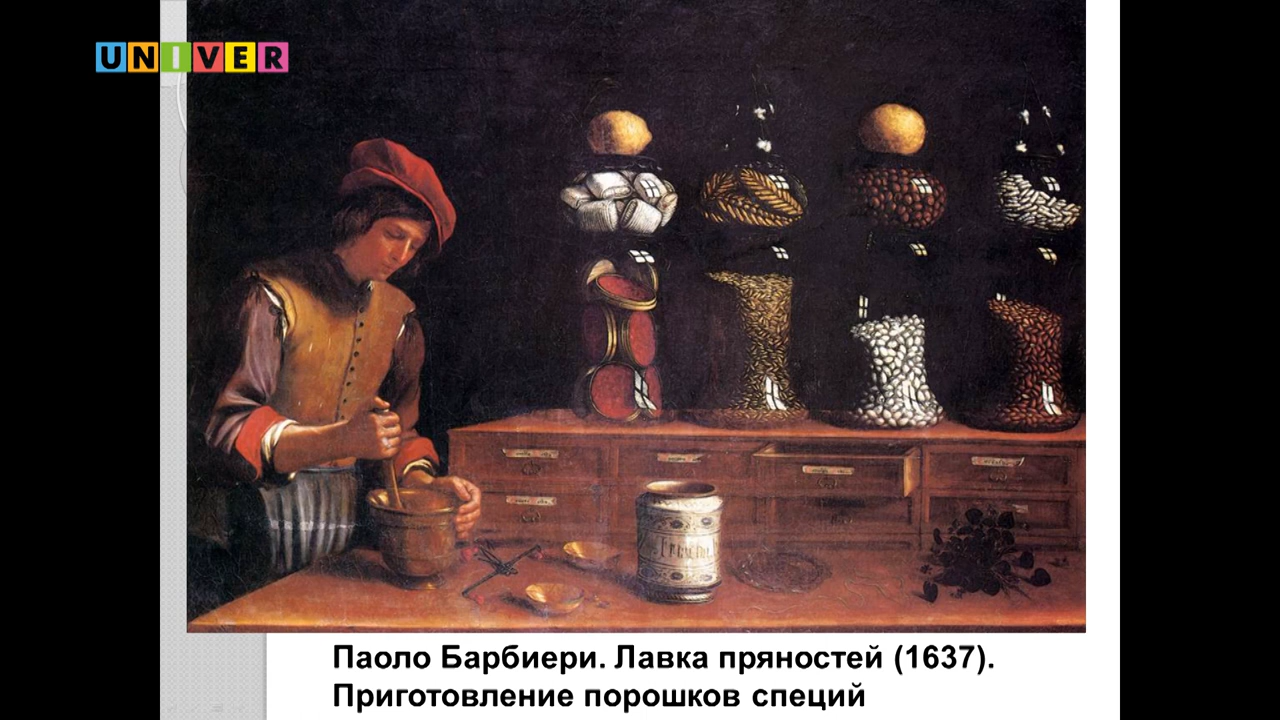 UNIVER
Паоло Барбиери. Лавка пряностей (1637).
Приготовление порошков специй